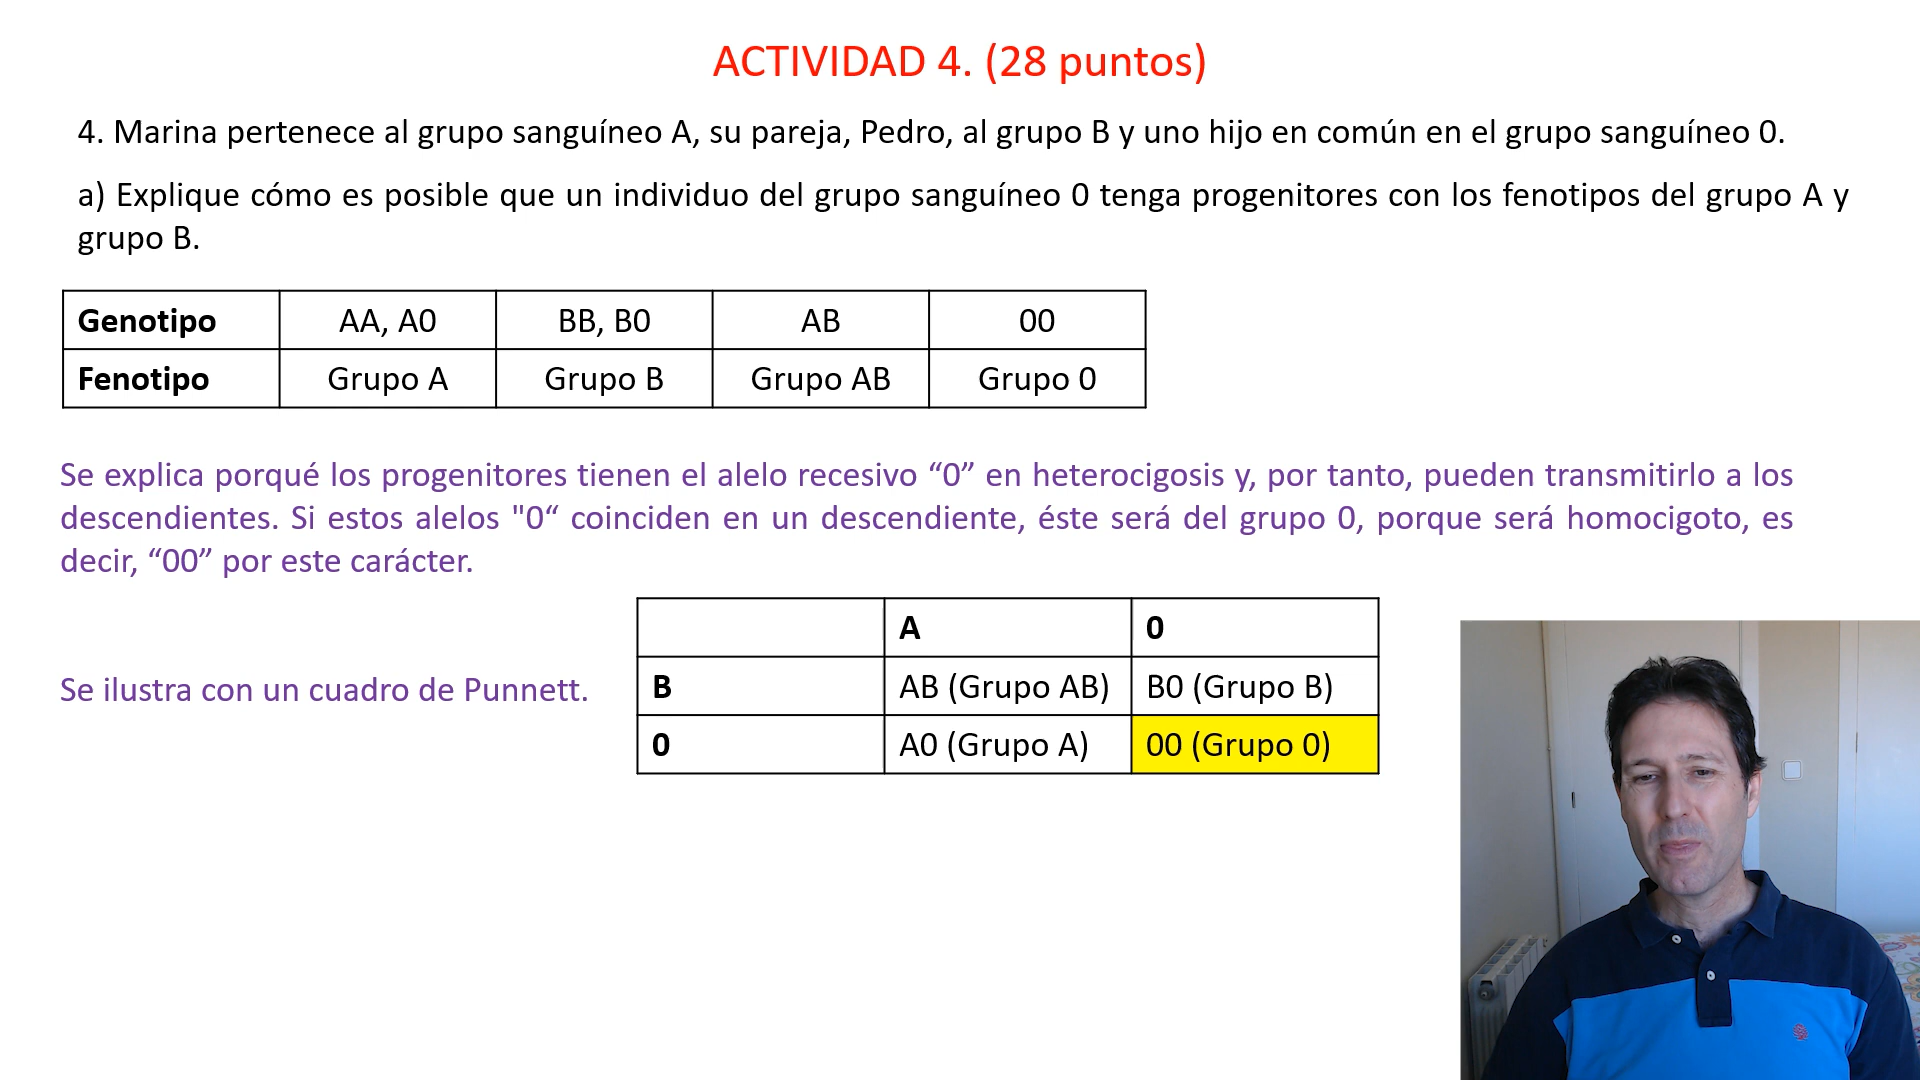 ACTIVIDAD 4. (28 puntos)
4. Marina pertenece al grupo sanguíneo A, su pareja, Pedro, al grupo B y uno hijo en común en el grupo sanguíneo 0.
a) Explique cómo es posible que un individuo del grupo sanguíneo 0 tenga progenitores con los fenotipos del grupo A y
grupo B.
Genotipo AA, A0 BB, B0 AB 00
Fenotipo Grupo A Grupo B Grupo AB Grupo 0
Se explica porqué los progenitores tienen el alelo recesivo “0” en heterocigosis y, por tanto, pueden transmitirlo a los
descendientes. Si estos alelos "0“ coinciden en un descendiente, éste será del grupo 0, porque será homocigoto, es
decir, “00” por este carácter.
Se ilustra con un cuadro de Punnett.
A 0
B AB (Grupo AB) B0 (Grupo B)
0 A0 (Grupo A) 00 (Grupo 0)